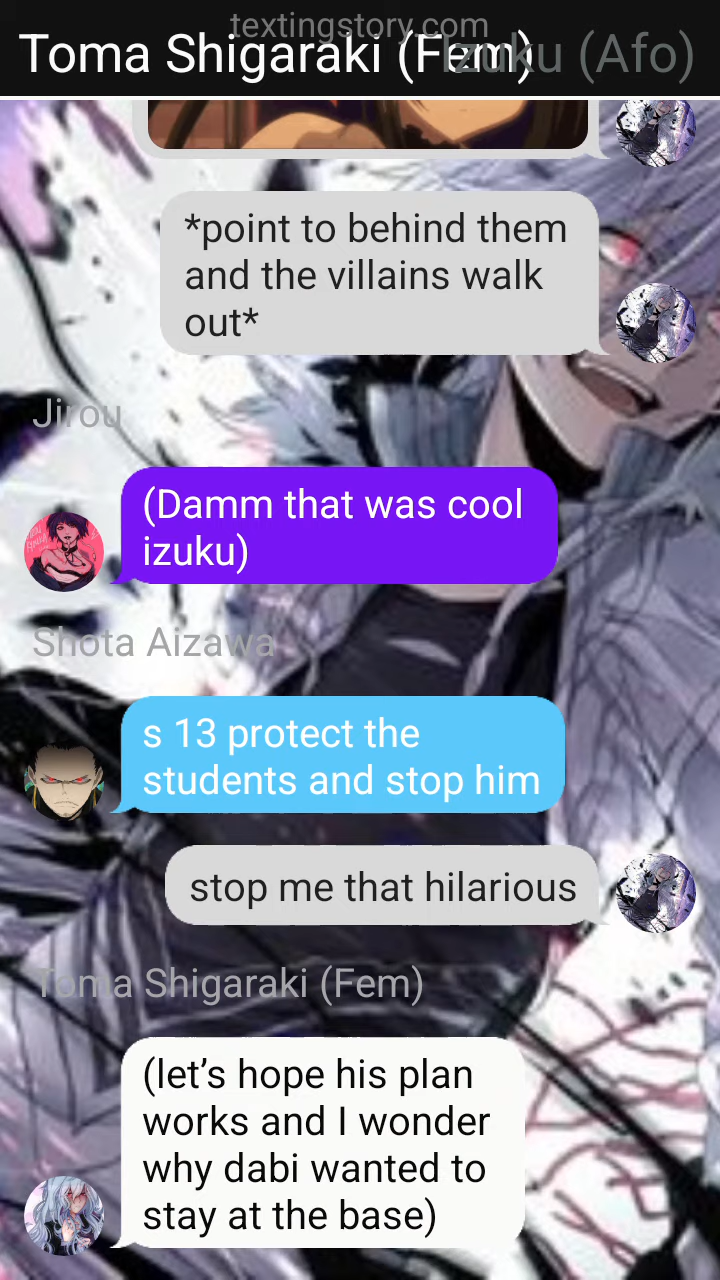 textingstory.com
Toma Shigaraki (Fem)
Izuku (Afo)
*point to behind them
and the villains walk
out*
Jirou
(Damm that was cool
izuku)
Shota Aizawa
s 13 protect the
students and stop him
stop me that hilarious
Toma Shigaraki (Fem)
(let’s hope his plan
works and I wonder
why dabi wanted to
stay at the base)